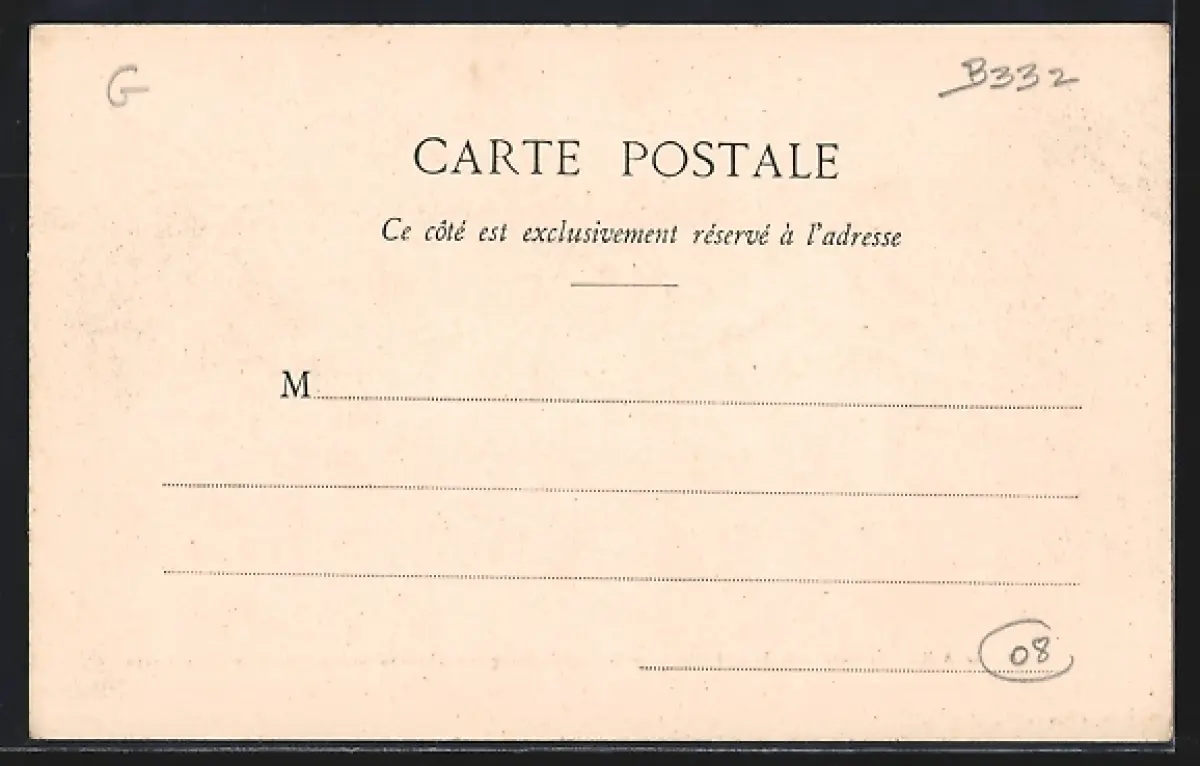 G
B332
CARTE POSTALE
Ce côté est exclusivement réservé à l'adresse
M
08